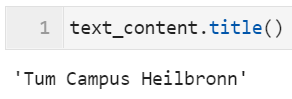 1 text_content.title()
'Tum Campus Heilbronn'